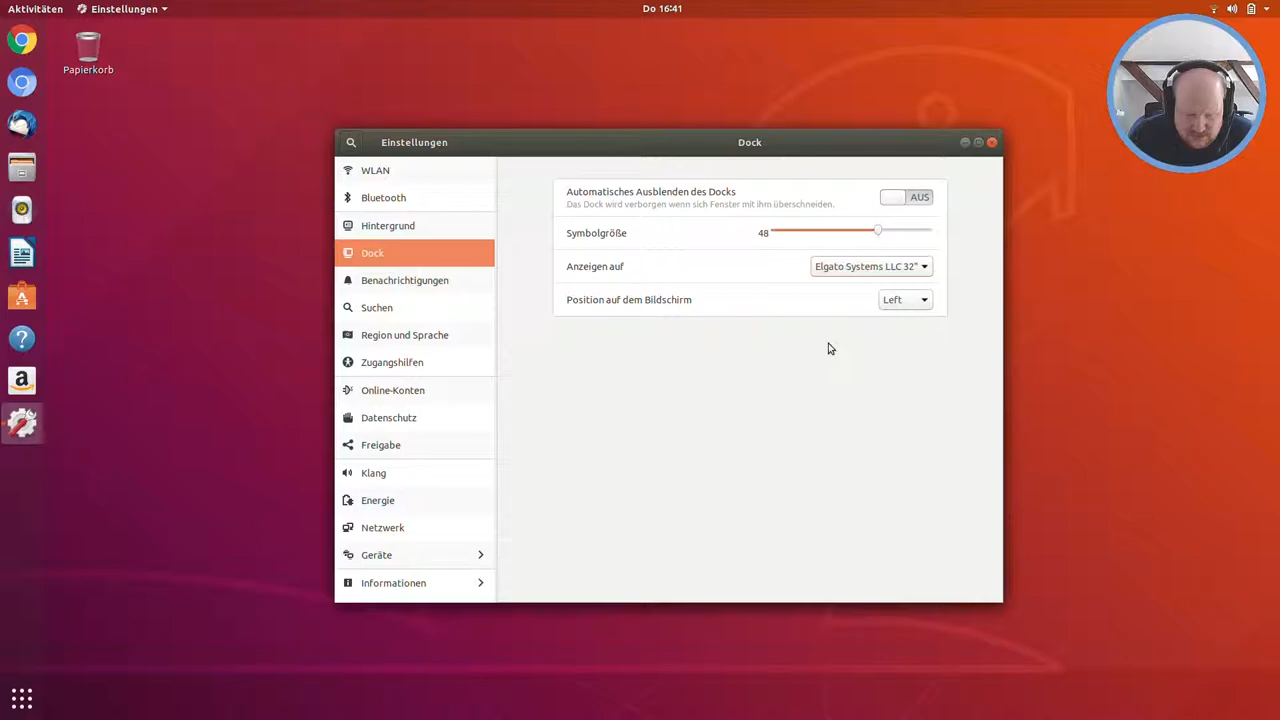 Aktivitäten
Einstellungen
Do 16:41
Papierkorb
Einstellungen
Dock
WLAN
Bluetooth
Hintergrund
Dock
Benachrichtigungen
Suchen
Region und Sprache
Zugangshilfen
Online-Konten
Datenschutz
Freigabe
Klang
Energie
Netzwerk
Geräte
Informationen
Automatisches Ausblenden des Docks
AUS
Das Dock wird verborgen wenn sich Fenster mit ihm überschneiden.
Symbolgröße
48
Anzeigen auf
Elgato Systems LLC 32"
Position auf dem Bildschirm
Left